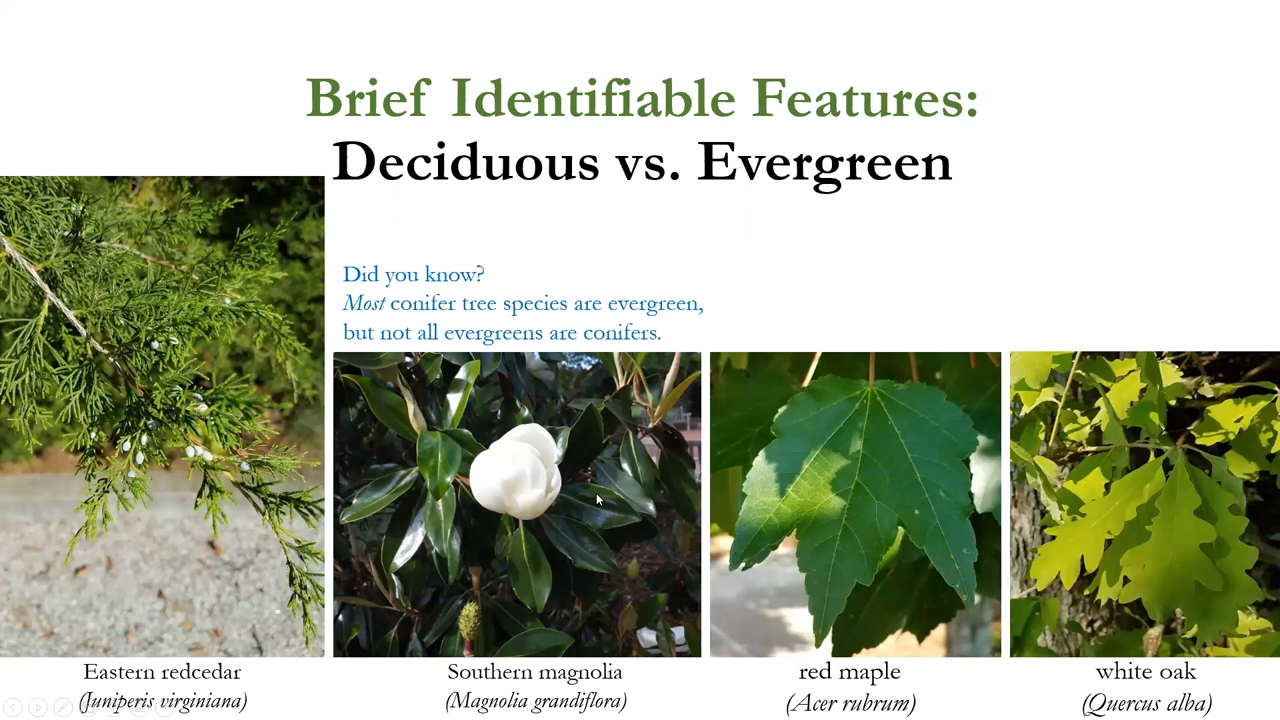 Brief Identifiable Features:
Deciduous vs. Evergreen
Did you know?
Most conifer tree species are evergreen,
but not all evergreens are conifers.
Eastern redcedar
(Juniperis virginiana)
Southern magnolia
(Magnolia grandiflora)
red maple
(Acer rubrum)
white oak
(Quercus alba)